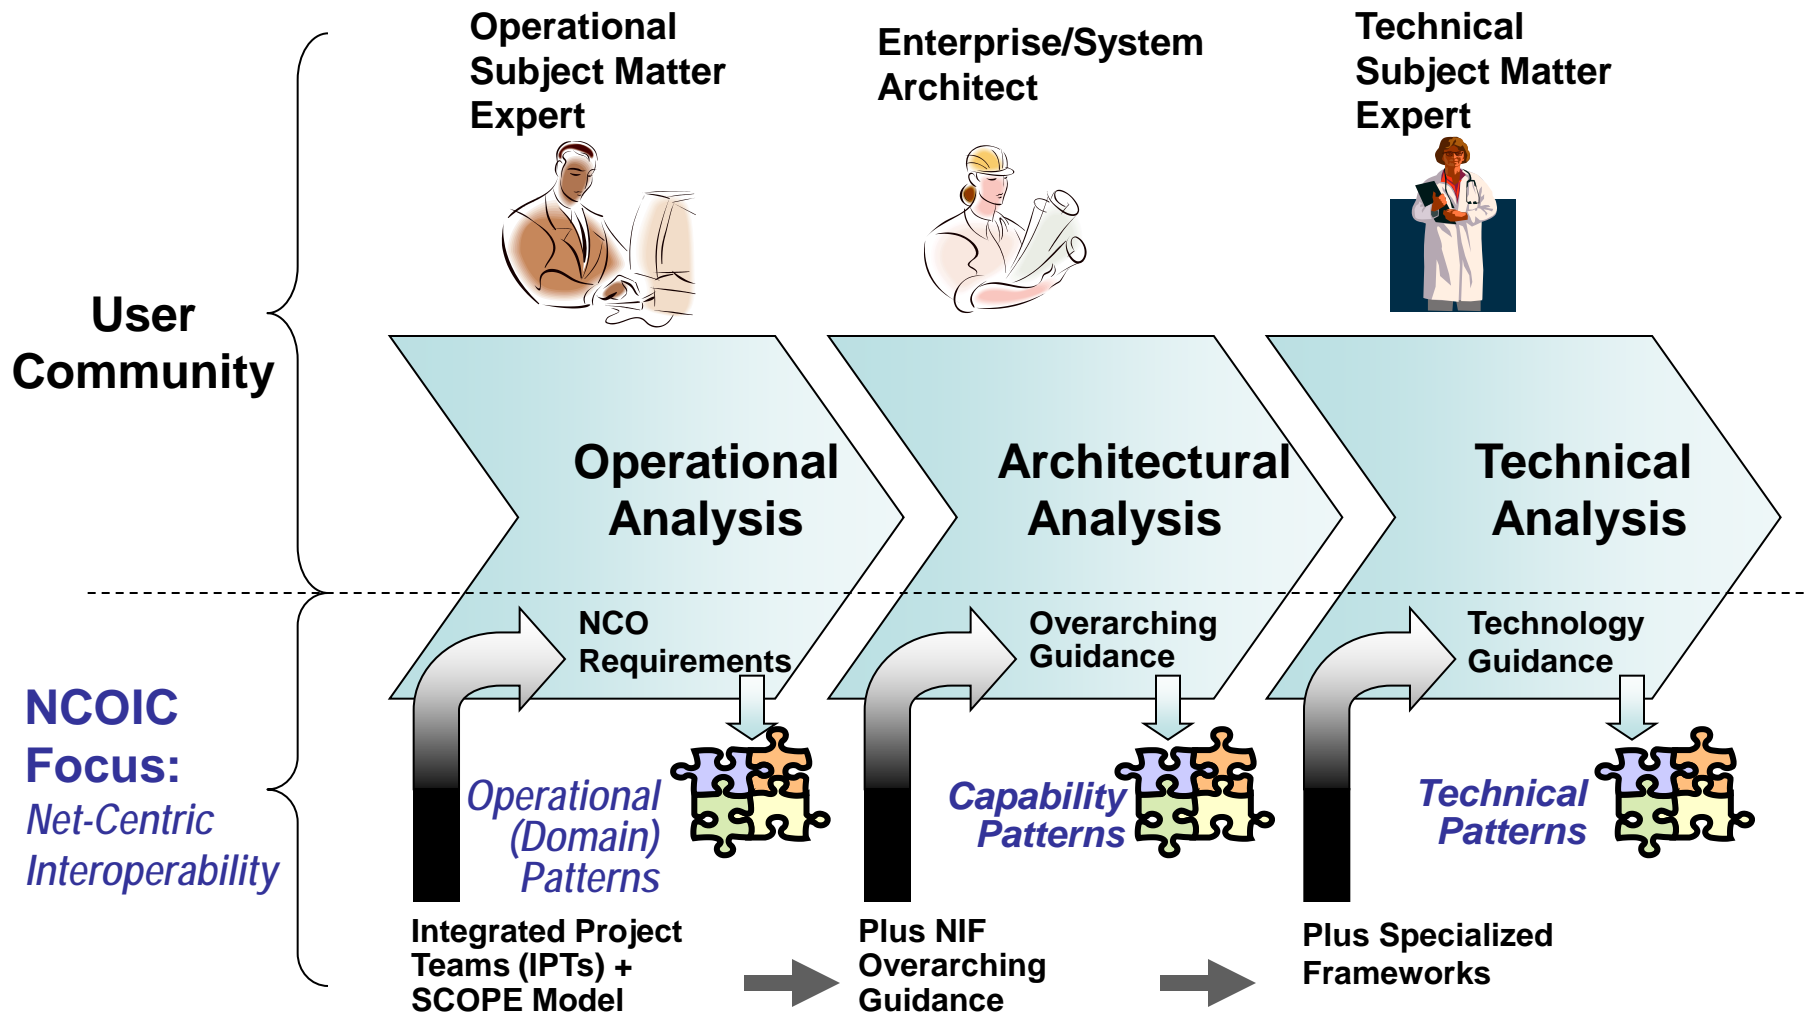 Operational
Subject Matter
Expert
Enterprise/System
Architect
Technical
Subject Matter
Expert
User
Community
Operational
Analysis
Architectural
Analysis
Technical
Analysis
NCO
Requirements
Overarching
Guidance
Technology
Guidance
NCOIC
Focus:
Net-Centric
Interoperability
Operational
(Domain)
Patterns
Capability
Patterns
Technical
Patterns
Integrated Project
Teams (IPTs) +
SCOPE Model
Plus NIF
Overarching
Guidance
Plus Specialized
Frameworks